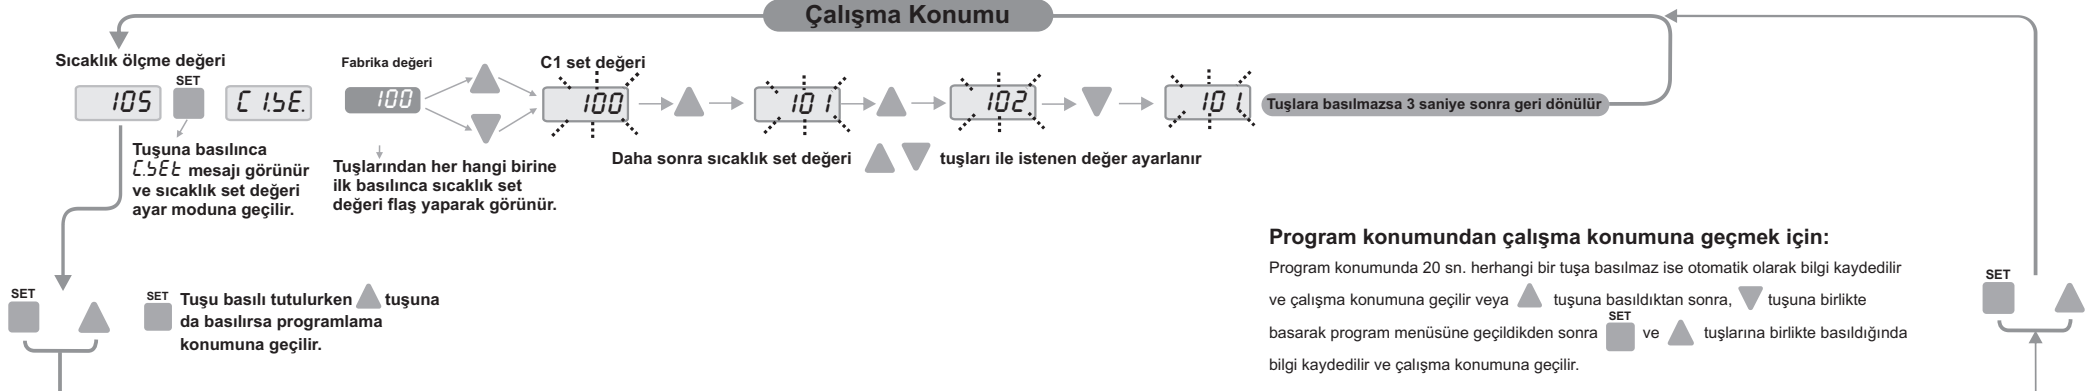 Çalışma Konumu
Sıcaklık ölçme değeri
SET
105
C 1.SE.
Tuşuna basılınca
C.SEt mesajı görünür
ve sıcaklık set değeri
ayar moduna geçilir.
Fabrika değeri
100
Tuşlarından her hangi birine
ilk basılınca sıcaklık set
değeri flaş yaparak görünür.
C1 set değeri
100
101
102
101
Tuşlara basılmazsa 3 saniye sonra geri dönülür
Daha sonra sıcaklık set değeri tuşları ile istenen değer ayarlanır
SET
SET Tuşu basılı tutulurken tuşuna
da basılırsa programlama
konumuna geçilir.
Program konumundan çalışma konumuna geçmek için:
Program konumunda 20 sn. herhangi bir tuşa basılmaz ise otomatik olarak bilgi kaydedilir
ve çalışma konumuna geçilir veya tuşuna basıldıktan sonra, tuşuna birlikte
basarak program menüsüne geçildikden sonra SET ve tuşlarına birlikte basıldığında
bilgi kaydedilir ve çalışma konumuna geçilir.
SET